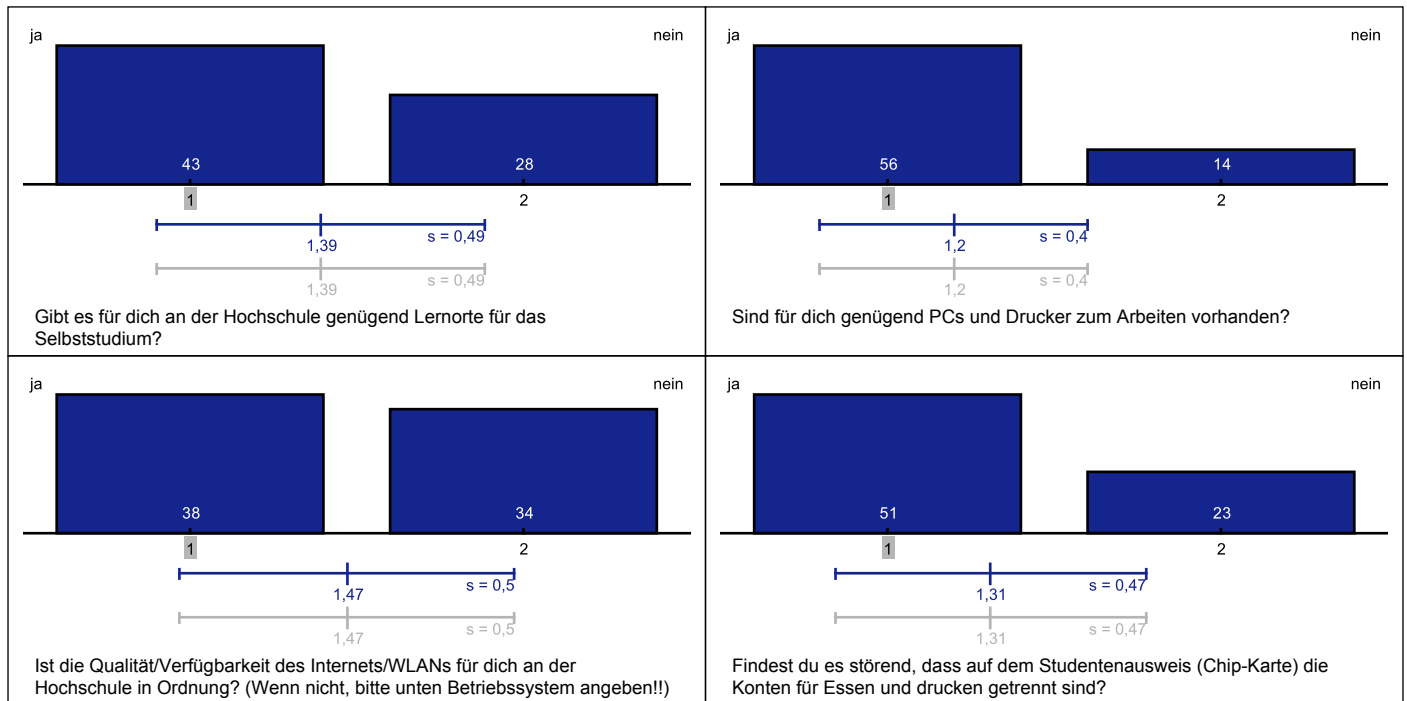 ja nein
43 28
1 2
s = 0,49
1,39
s = 0,49
1,39
Gibt es für dich an der Hochschule genügend Lernorte für das
Selbststudium?
ja nein
56 14
1 2
s = 0,4
1,2
s = 0,4
1,2
Sind für dich genügend PCs und Drucker zum Arbeiten vorhanden?
ja nein
38 34
1 2
s = 0,5
1,47
s = 0,5
1,47
Ist die Qualität/Verfügbarkeit des Internets/WLANs für dich an der
Hochschule in Ordnung? (Wenn nicht, bitte unten Betriebssystem angeben!!)
ja nein
51 23
1 2
s = 0,47
1,31
s = 0,47
1,31
Findest du es störend, dass auf dem Studentenausweis (Chip-Karte) die
Konten für Essen und drucken getrennt sind?